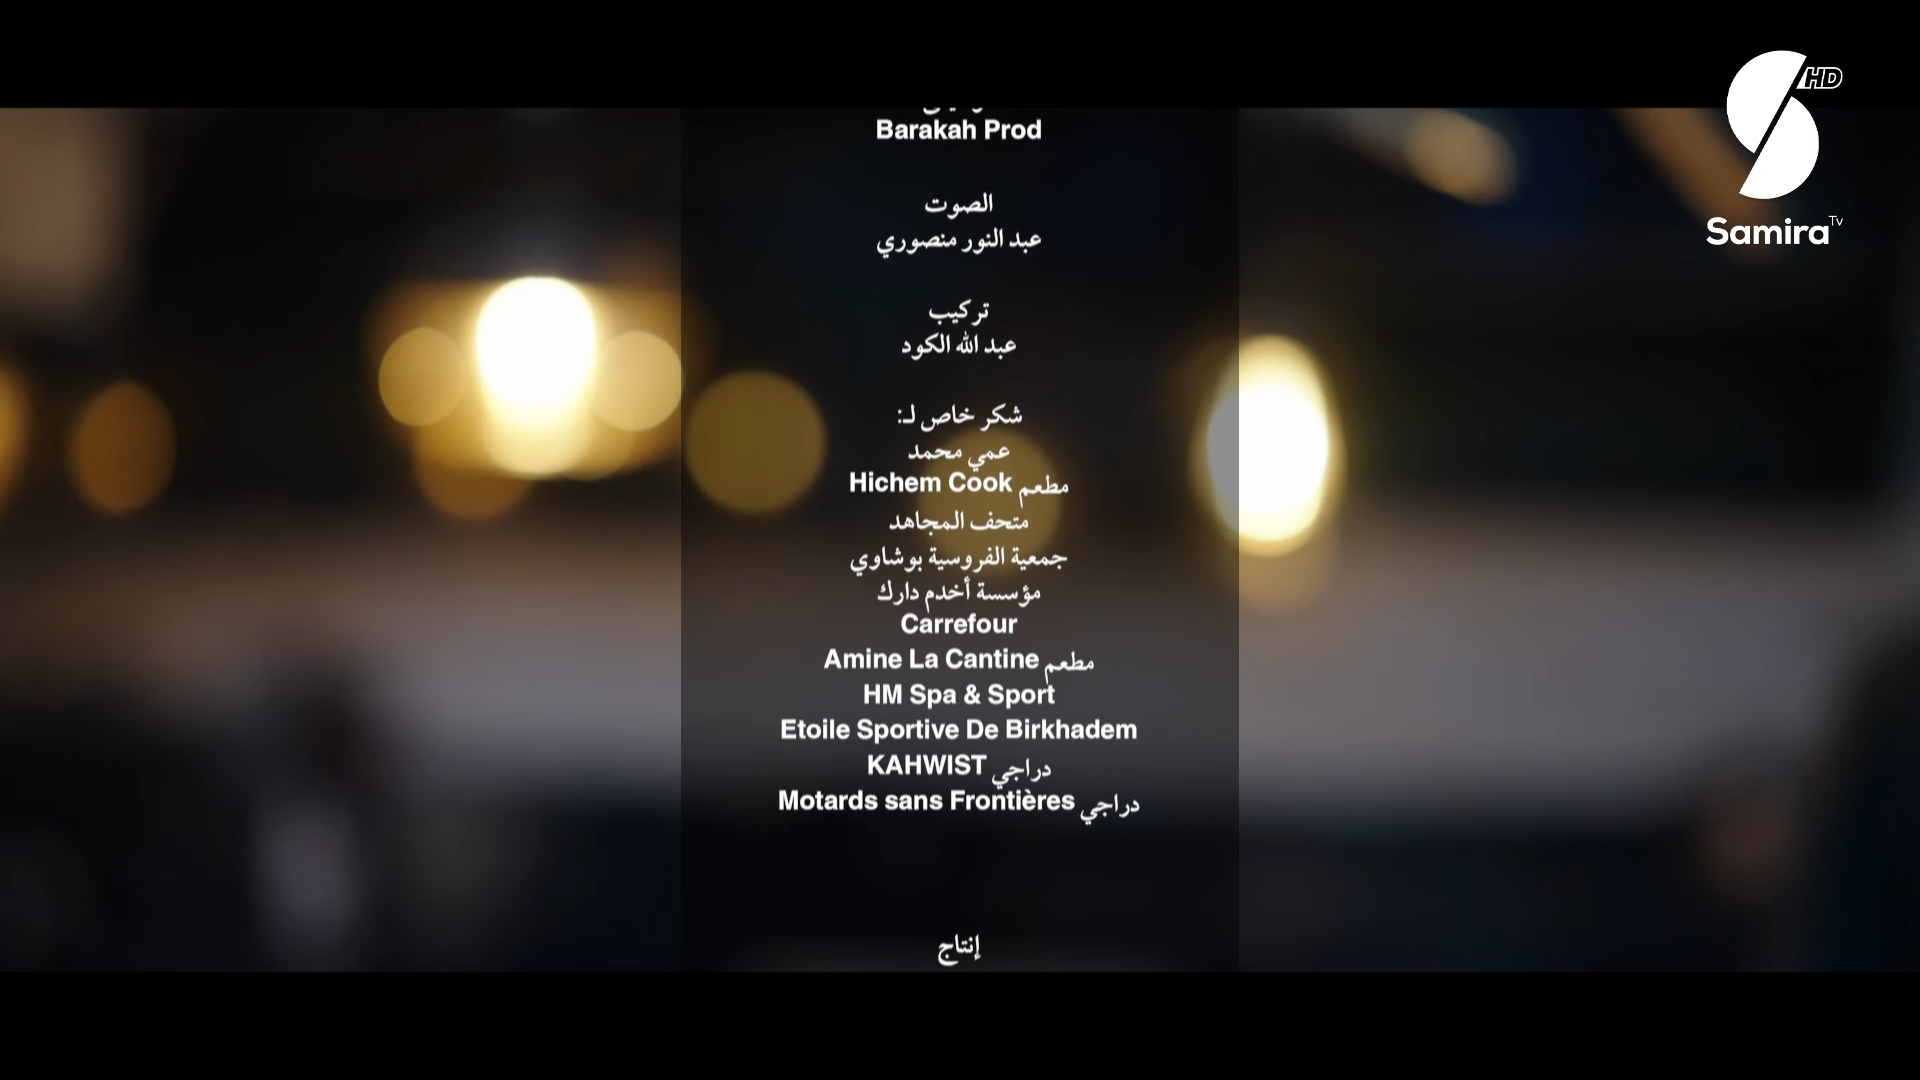 Barakah Prod
الصوت
عبد النور منصوري
تركيب
عبد الله الكود
شكر خاص لـ:
عمي محمد
مطعم Hichem Cook
متحف المجاهد
جمعية الفروسية بوشاوي
مؤسسة أخدم دارك
Carrefour
مطعم Amine La Cantine
HM Spa & Sport
Etoile Sportive De Birkhadem
دراجي KAHWIST
دراجي Motards sans Frontières
إنتاج
HD
Samira Tv